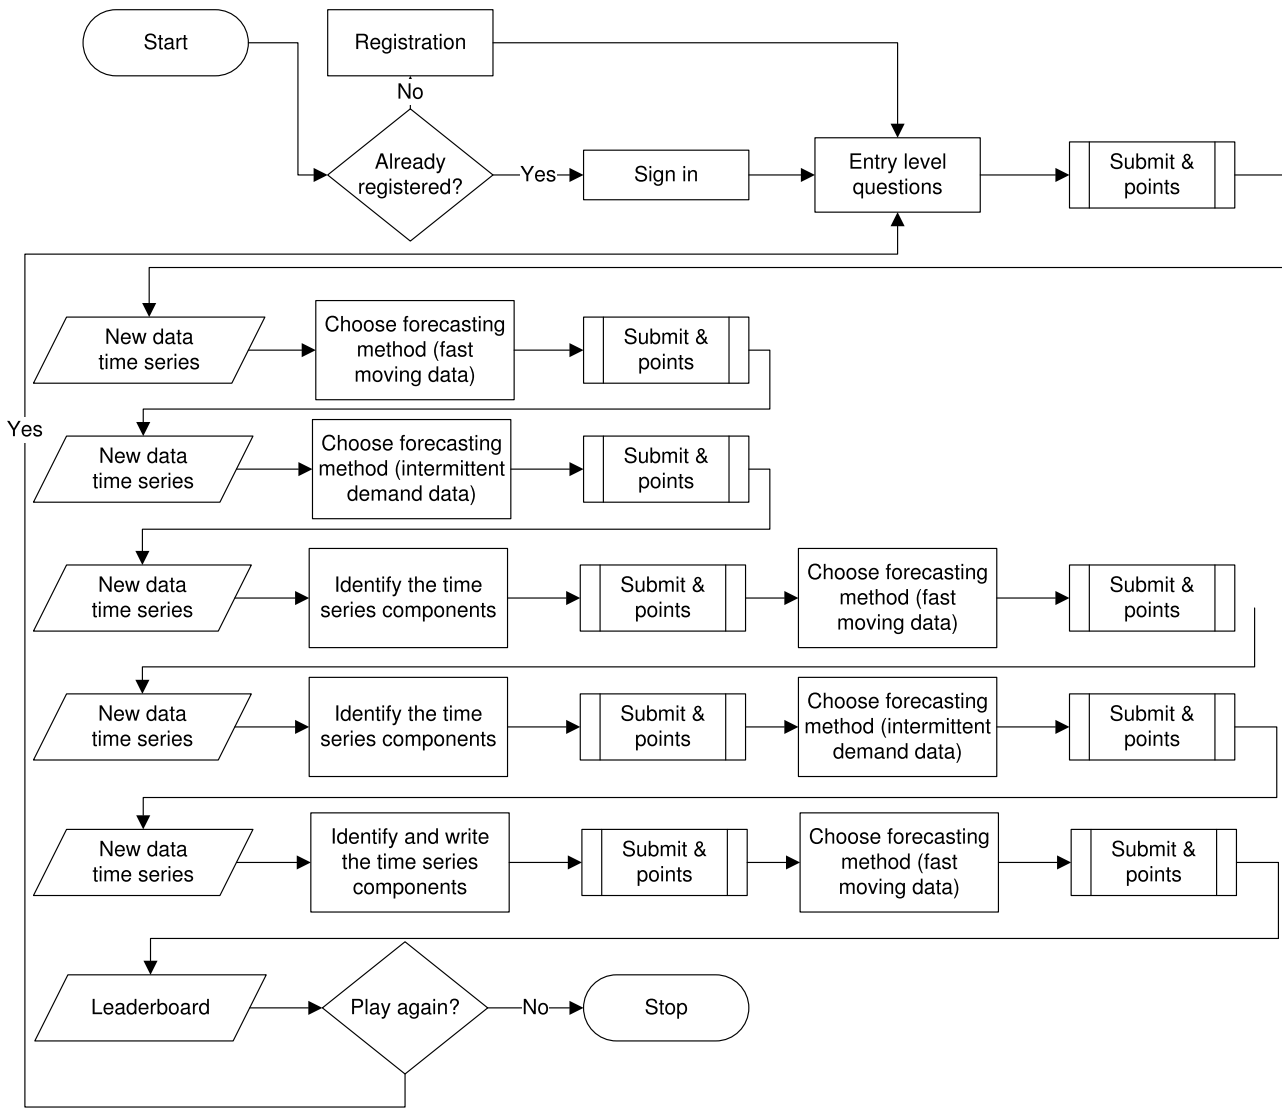 Start
Registration
No
Already
registered?
Yes
Sign in
Entry level
questions
Submit &
points
New data
time series
Choose forecasting
method (fast
moving data)
Submit &
points
Yes
New data
time series
Choose forecasting
method (intermittent
demand data)
Submit &
points
New data
time series
Identify the time
series components
Submit &
points
Choose forecasting
method (fast
moving data)
Submit &
points
New data
time series
Identify the time
series components
Submit &
points
Choose forecasting
method (intermittent
demand data)
Submit &
points
New data
time series
Identify and write
the time series
components
Submit &
points
Choose forecasting
method (fast
moving data)
Submit &
points
Leaderboard
Play again?
No
Stop